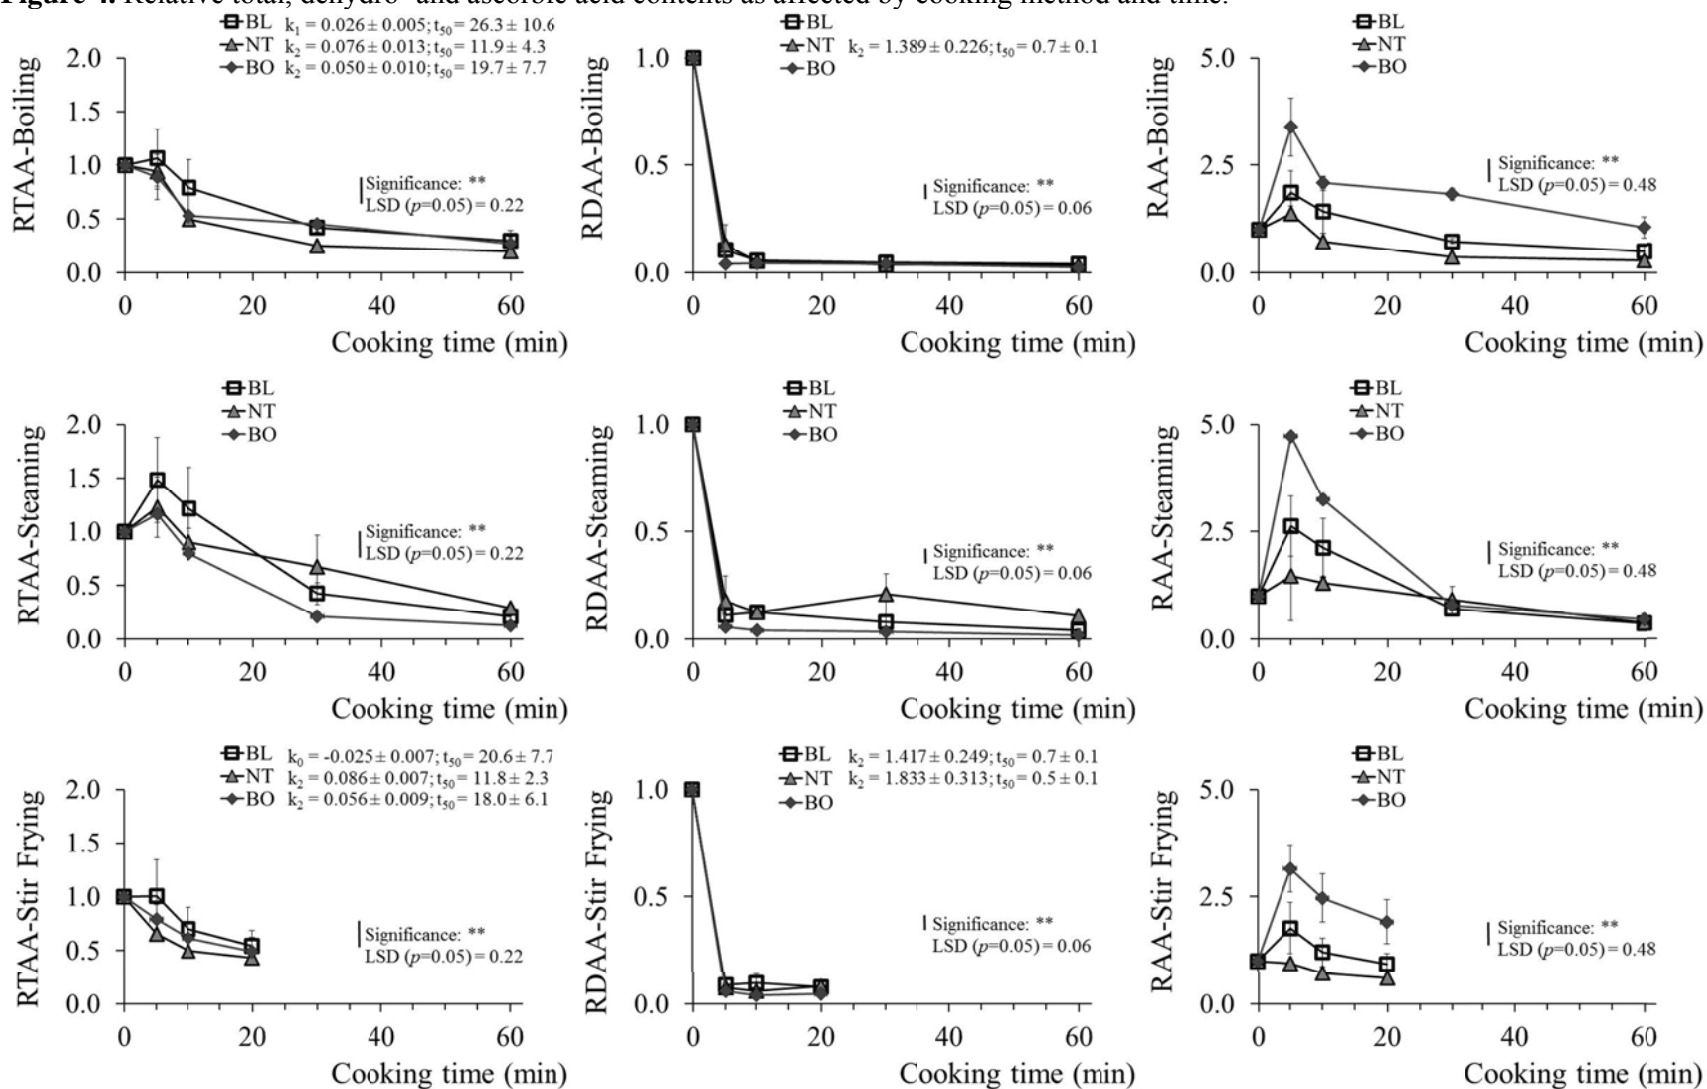 Figure 4. Relative total, dehydro- and ascorbic acid contents as affected by cooking method and time.
RTAA-Boiling
BL k1 = 0.026 ± 0.005; t50 = 26.3 ± 10.6
NT k2 = 0.076 ± 0.013; t50 = 11.9 ± 4.3
BO k2 = 0.050 ± 0.010; t50 = 19.7 ± 7.7
2.0
1.5
1.0
0.5
0.0
Significance: **
LSD (p=0.05) = 0.22
0 20 40 60
Cooking time (min)
RDAA-Boiling
BL
NT k2 = 1.389 ± 0.226; t50 = 0.7 ± 0.1
BO
1.0
0.5
0.0
Significance: **
LSD (p=0.05) = 0.06
0 20 40 60
Cooking time (min)
RAA-Boiling
BL
NT
BO
5.0
2.5
0.0
Significance: **
LSD (p=0.05) = 0.48
0 20 40 60
Cooking time (min)
RTAA-Steaming
BL
NT
BO
2.0
1.5
1.0
0.5
0.0
Significance: **
LSD (p=0.05) = 0.22
0 20 40 60
Cooking time (min)
RDAA-Steaming
BL
NT
BO
1.0
0.5
0.0
Significance: **
LSD (p=0.05) = 0.06
0 20 40 60
Cooking time (min)
RAA-Steaming
BL
NT
BO
5.0
2.5
0.0
Significance: **
LSD (p=0.05) = 0.48
0 20 40 60
Cooking time (min)
RTAA-Stir Frying
BL k0 = -0.025 ± 0.007; t50 = 20.6 ± 7.7
NT k2 = 0.086 ± 0.007; t50 = 11.8 ± 2.3
BO k2 = 0.056 ± 0.009; t50 = 18.0 ± 6.1
2.0
1.5
1.0
0.5
0.0
Significance: **
LSD (p=0.05) = 0.22
0 20 40 60
Cooking time (min)
RDAA-Stir Frying
BL k2 = 1.417 ± 0.249; t50 = 0.7 ± 0.1
NT k2 = 1.833 ± 0.313; t50 = 0.5 ± 0.1
BO
1.0
0.5
0.0
Significance: **
LSD (p=0.05) = 0.06
0 20 40 60
Cooking time (min)
RAA-Stir Frying
BL
NT
BO
5.0
2.5
0.0
Significance: **
LSD (p=0.05) = 0.48
0 20 40 60
Cooking time (min)